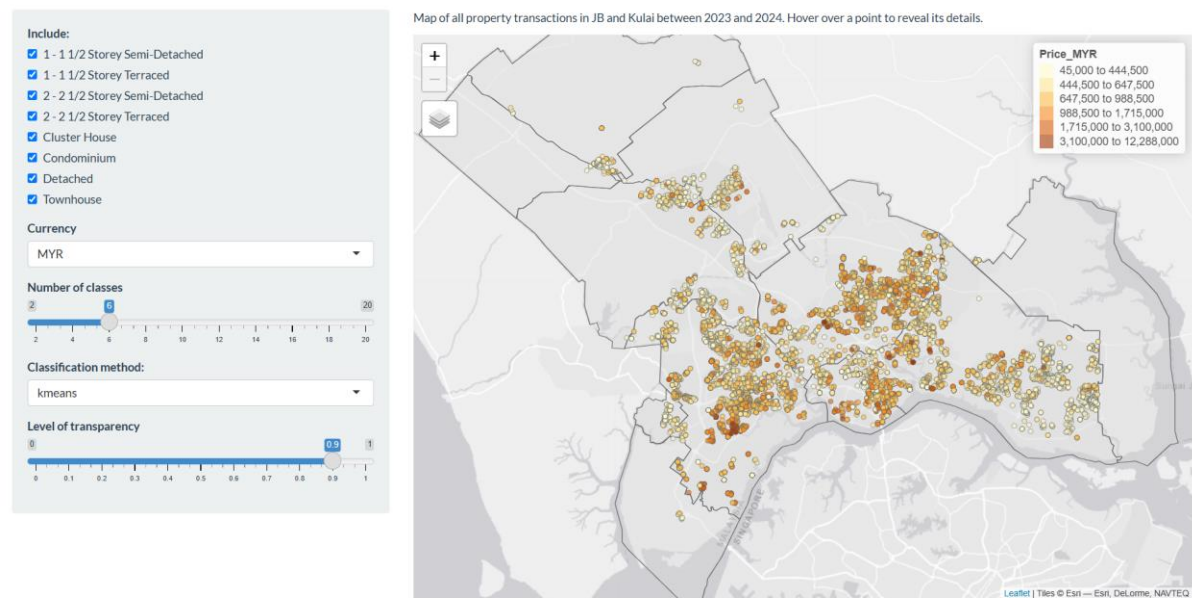 Include:
1 - 1 1/2 Storey Semi-Detached
1 - 1 1/2 Storey Terraced
2 - 2 1/2 Storey Semi-Detached
2 - 2 1/2 Storey Terraced
Cluster House
Condominium
Detached
Townhouse
Currency
MYR
Number of classes
2 6 20
2 4 6 8 10 12 14 16 18 20
Classification method:
kmeans
Level of transparency
0 0.9 1
0 0.1 0.2 0.3 0.4 0.5 0.6 0.7 0.8 0.9 1
Map of all property transactions in JB and Kulai between 2023 and 2024. Hover over a point to reveal its details.
+
−
Price_MYR
45,000 to 444,500
444,500 to 647,500
647,500 to 988,500
988,500 to 1,715,000
1,715,000 to 3,100,000
3,100,000 to 12,288,000
SINGAPORE
Leaflet | Tiles © Esri — Esri, DeLorme, NAVTEQ